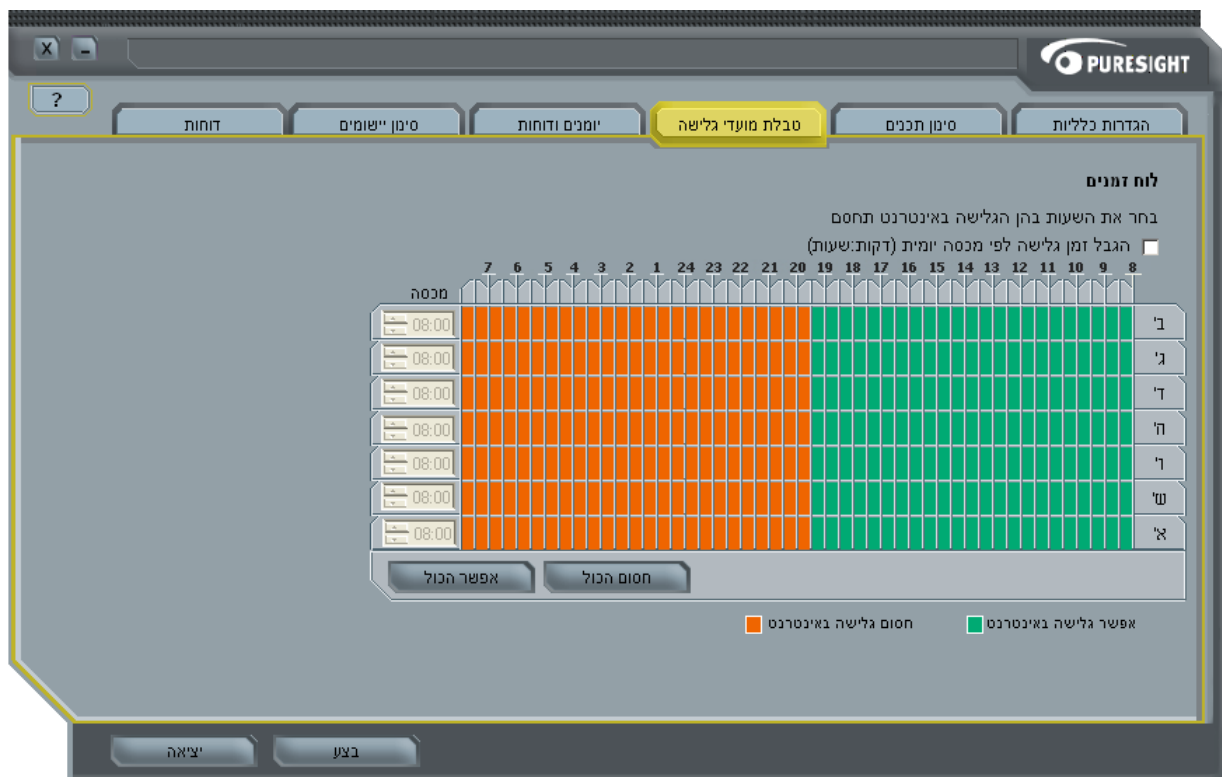 X –
PURESIGHT
?
הגדרות כלליות
סינון תכנים
טבלת מועדי גלישה
יומנים ודוחות
סינון יישומים
דוחות
לוח זמנים
בחר את השעות בהן הגלישה באינטרנט תחסם
הגבל זמן גלישה לפי מכסה יומית (דקות:שעות)
8 9 10 11 12 13 14 15 16 17 18 19 20 21 22 23 24 1 2 3 4 5 6 7
מכסה
ב' 08:00
ג' 08:00
ד' 08:00
ה' 08:00
ו' 08:00
ש' 08:00
א' 08:00
חסום הכול
אפשר הכול
אפשר גלישה באינטרנט
חסום גלישה באינטרנט
בצע
יציאה